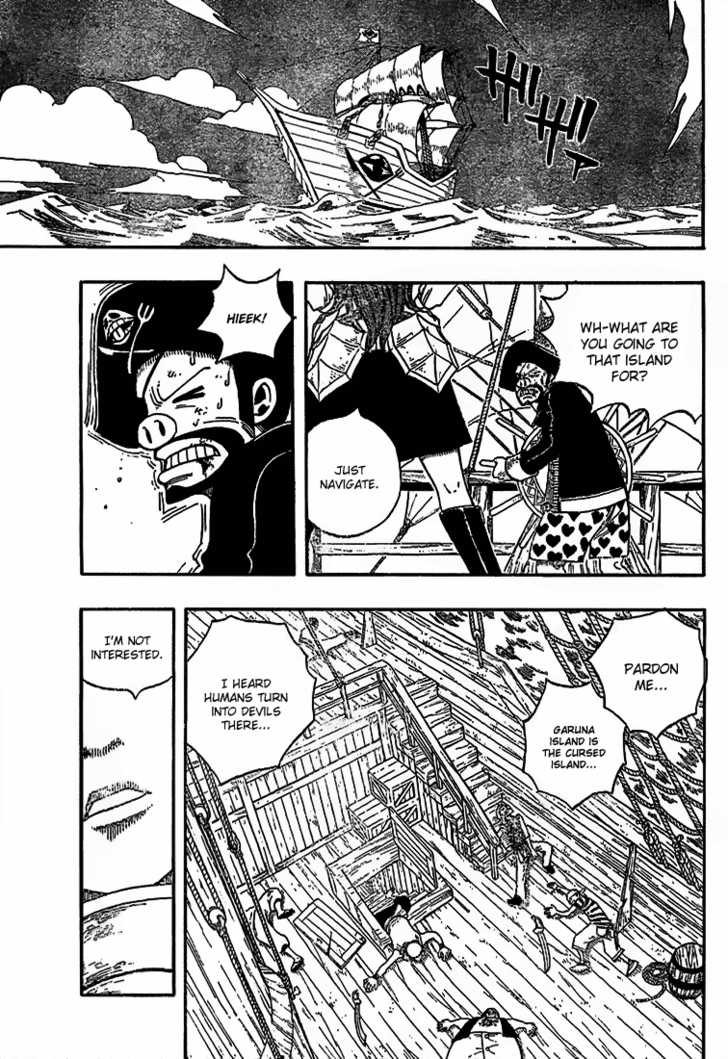 WH-WHAT ARE
YOU GOING TO
THAT ISLAND
FOR?
JUST
NAVIGATE.
HIEEK!
PARDON
ME...
GARUNA
ISLAND IS
THE CURSED
ISLAND...
I HEARD
HUMANS TURN
INTO DEVILS
THERE...
I'M NOT
INTERESTED.